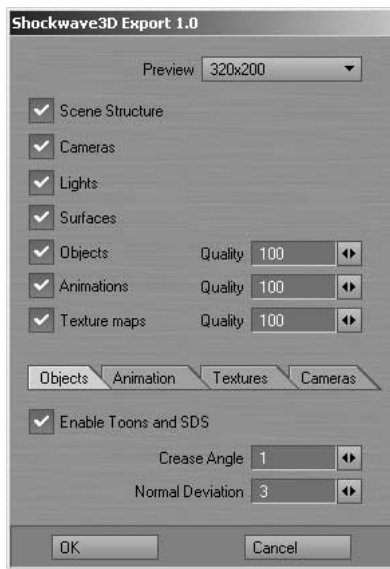 Shockwave3D Export 1.0
Preview 320x200
Scene Structure
Cameras
Lights
Surfaces
Objects Quality 100
Animations Quality 100
Texture maps Quality 100
Objects Animation Textures Cameras
Enable Toons and SDS
Crease Angle 1
Normal Deviation 3
OK Cancel